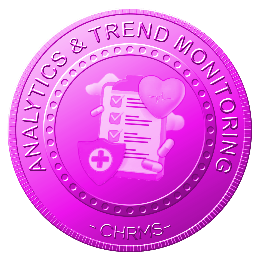 ANALYTICS & TREND MONITORING
- CHRMS -